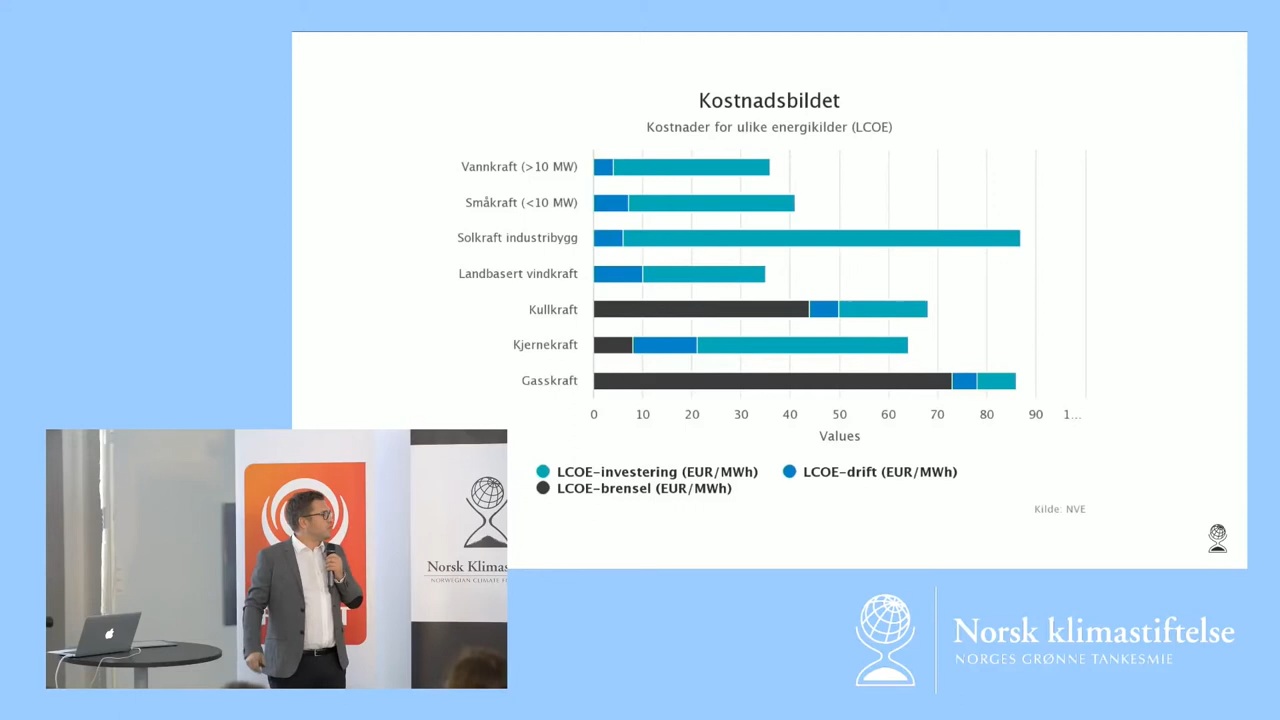 Kostnadsbildet
Kostnader for ulike energikilder (LCOE)
Vannkraft (>10 MW)
Småkraft (<10 MW)
Solkraft industribygg
Landbasert vindkraft
Kullkraft
Kjernekraft
Gasskraft
0 10 20 30 40 50 60 70 80 90 1...
Values
LCOE-investering (EUR/MWh) LCOE-drift (EUR/MWh)
LCOE-brensel (EUR/MWh)
Kilde: NVE
Norsk Klimas
NORWEGIAN CLIMATE F
Norsk klimastiftelse
NORGES GRØNNE TANKESMIE